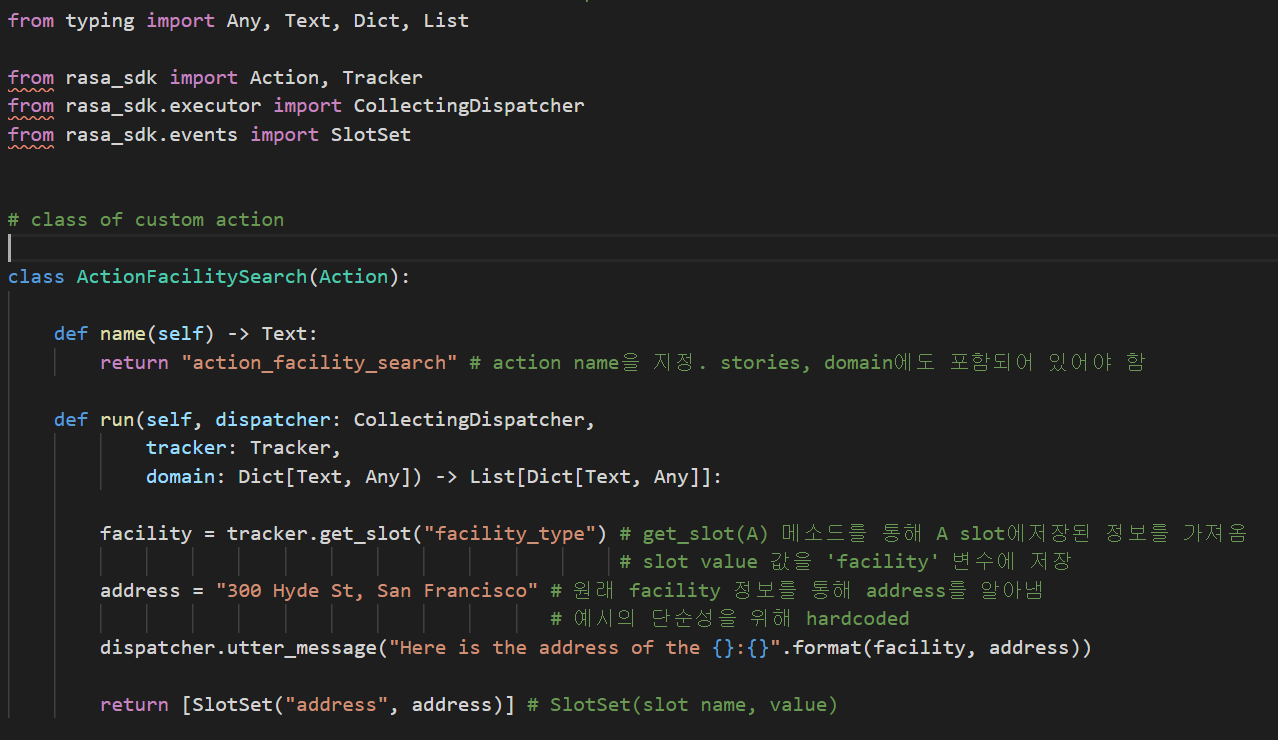 from typing import Any, Text, Dict, List
from rasa_sdk import Action, Tracker
from rasa_sdk.executor import CollectingDispatcher
from rasa_sdk.events import SlotSet
# class of custom action
class ActionFacilitySearch(Action):
def name(self) -> Text:
return "action_facility_search" # action name을 지정. stories, domain에도 포함되어 있어야 함
def run(self, dispatcher: CollectingDispatcher,
tracker: Tracker,
domain: Dict[Text, Any]) -> List[Dict[Text, Any]]:
facility = tracker.get_slot("facility_type") # get_slot(A) 메소드를 통해 A slot에저장된 정보를 가져옴
# slot value 값을 'facility' 변수에 저장
address = "300 Hyde St, San Francisco" # 원래 facility 정보를 통해 address를 알아냄
# 예시의 단순성을 위해 hardcoded
dispatcher.utter_message("Here is the address of the {}:{}".format(facility, address))
return [SlotSet("address", address)] # SlotSet(slot name, value)